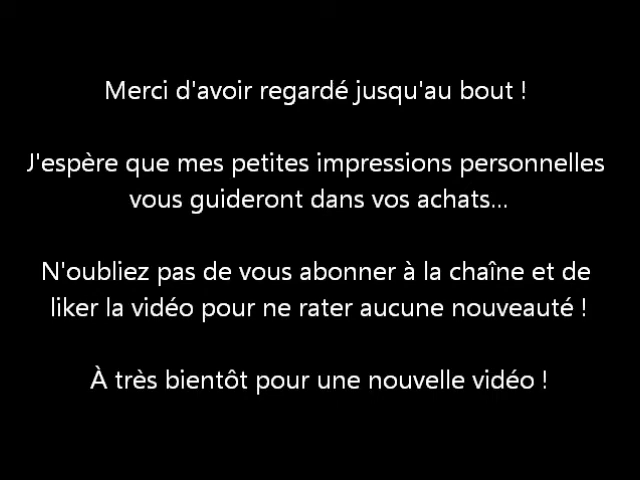 Merci d'avoir regardé jusqu'au bout !
J'espère que mes petites impressions personnelles
vous guideront dans vos achats...
N'oubliez pas de vous abonner à la chaîne et de
liker la vidéo pour ne rater aucune nouveauté !
À très bientôt pour une nouvelle vidéo !